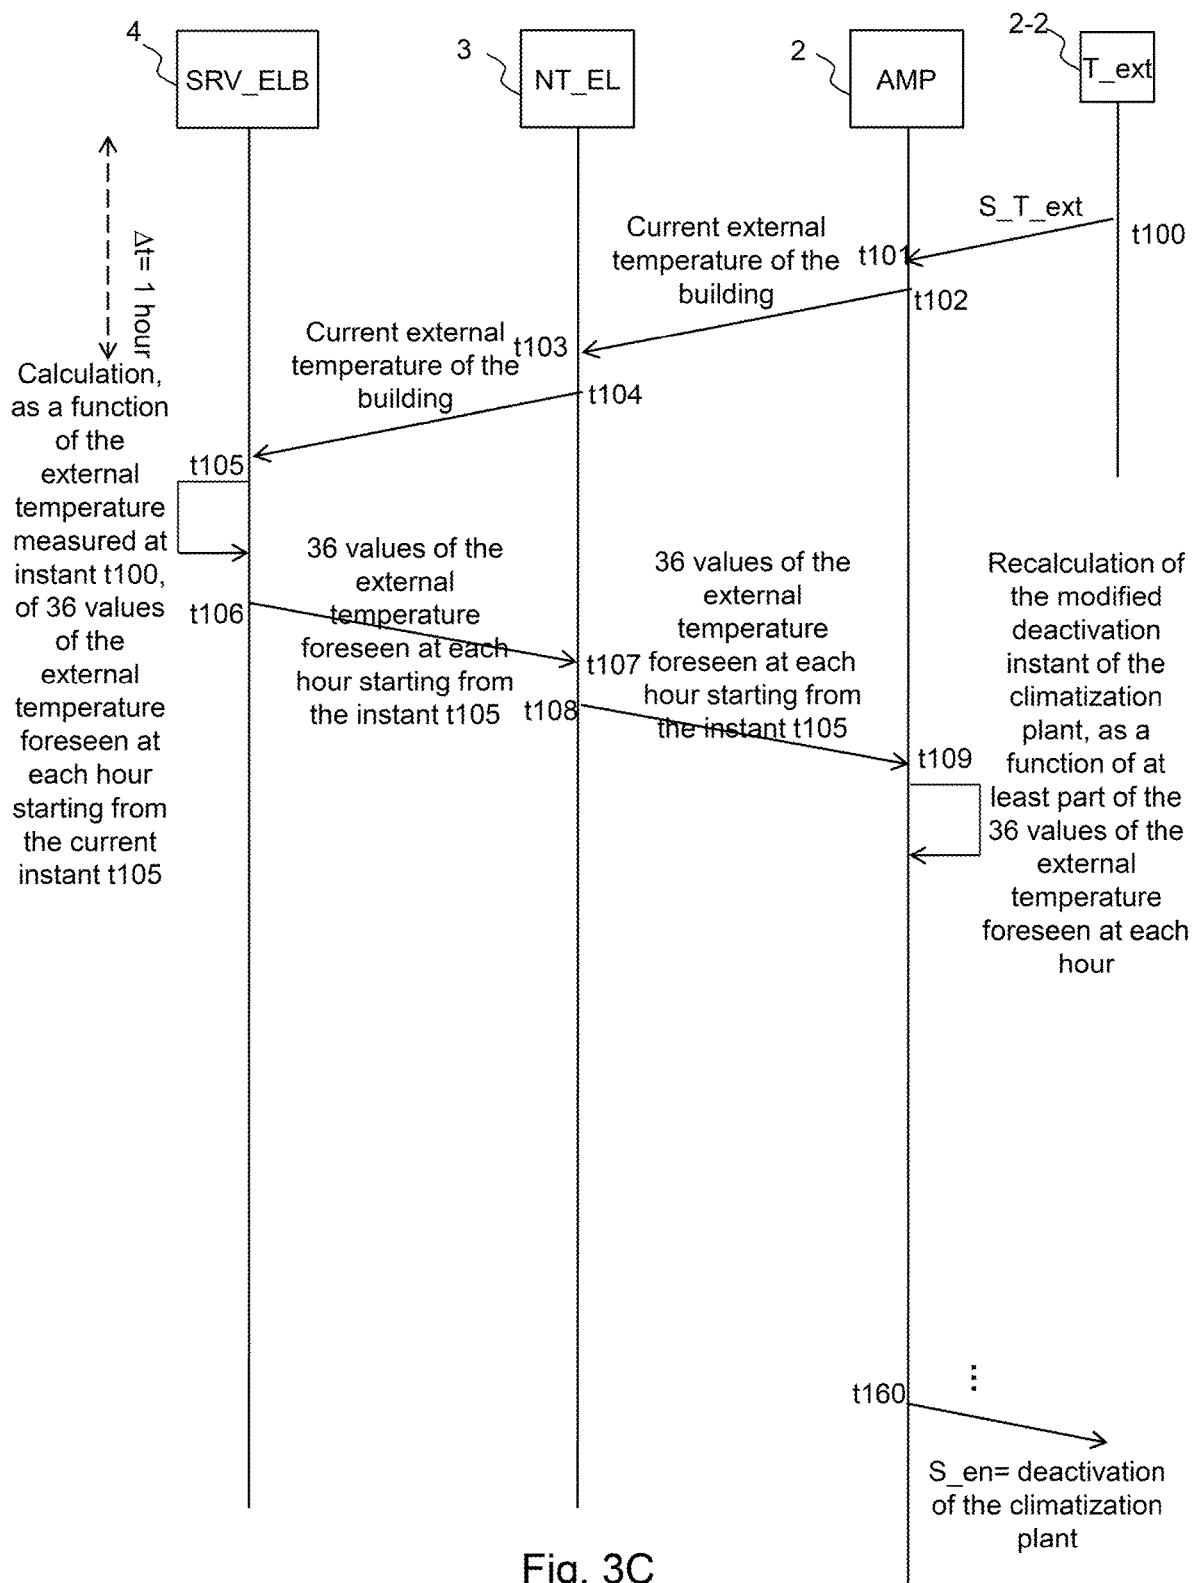 4
3
2
2-2
SRV_ELB
NT_EL
AMP
T_ext
S_T_ext
t100
t101
Current external
temperature of the
building
t102
Δt= 1 hour
Current external
temperature of the
building
t103
t104
t105
Calculation,
as a function
of the
external
temperature
measured at
instant t100,
of 36 values
of the
external
temperature
foreseen at
each hour
starting from
the current
instant t105
t106
36 values of the
external
temperature
foreseen at each
hour starting from
the instant t105
t107
t108
36 values of the
external
temperature
foreseen at each
hour starting from
the instant t105
t109
Recalculation of
the modified
deactivation
instant of the
climatization
plant, as a
function of at
least part of the
36 values of the
external
temperature
foreseen at each
hour
...
t160
S_en= deactivation
of the climatization
plant
Fig. 3C